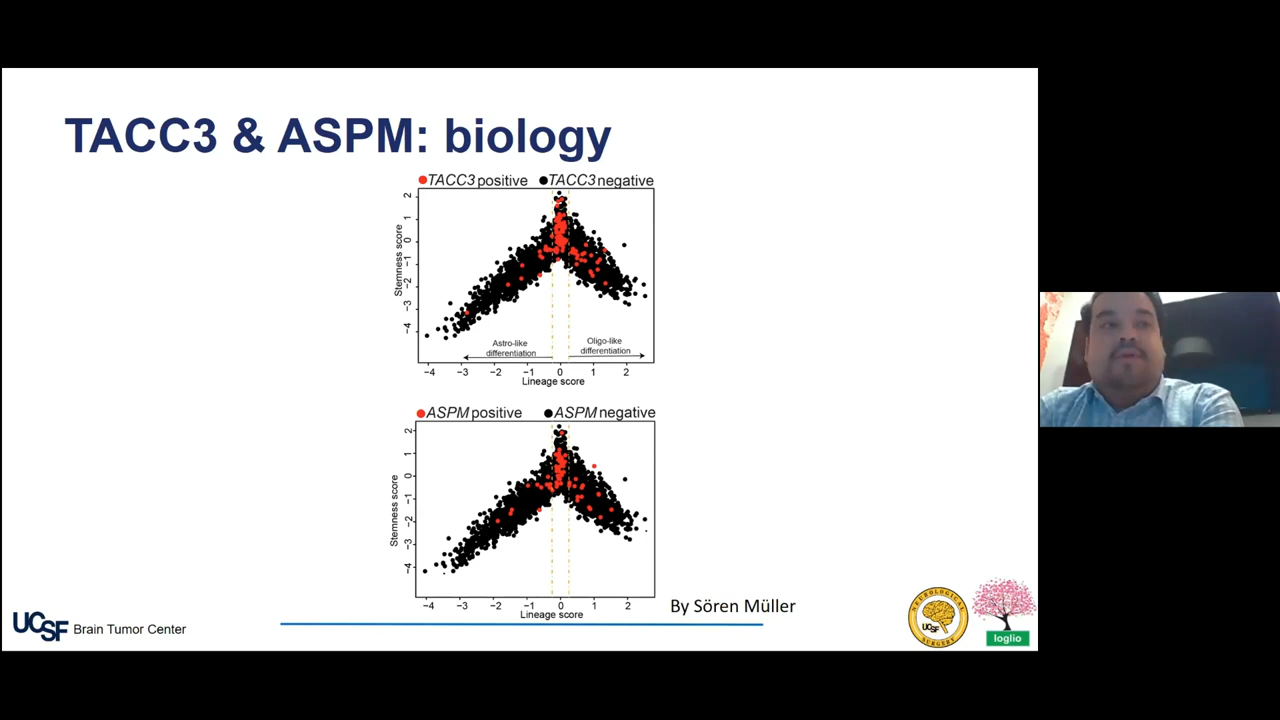 TACC3 & ASPM: biology
TACC3 positive TACC3 negative
Stemness score
2
1
0
−1
−2
−3
−4
Astro-like
differentiation
Oligo-like
differentiation
−4 −3 −2 −1 0 1 2
Lineage score
ASPM positive ASPM negative
Stemness score
2
1
0
−1
−2
−3
−4
−4 −3 −2 −1 0 1 2
Lineage score
By Sören Müller
UCSF Brain Tumor Center
NEUROLOGICAL
UCSF
SURGERY
loglio